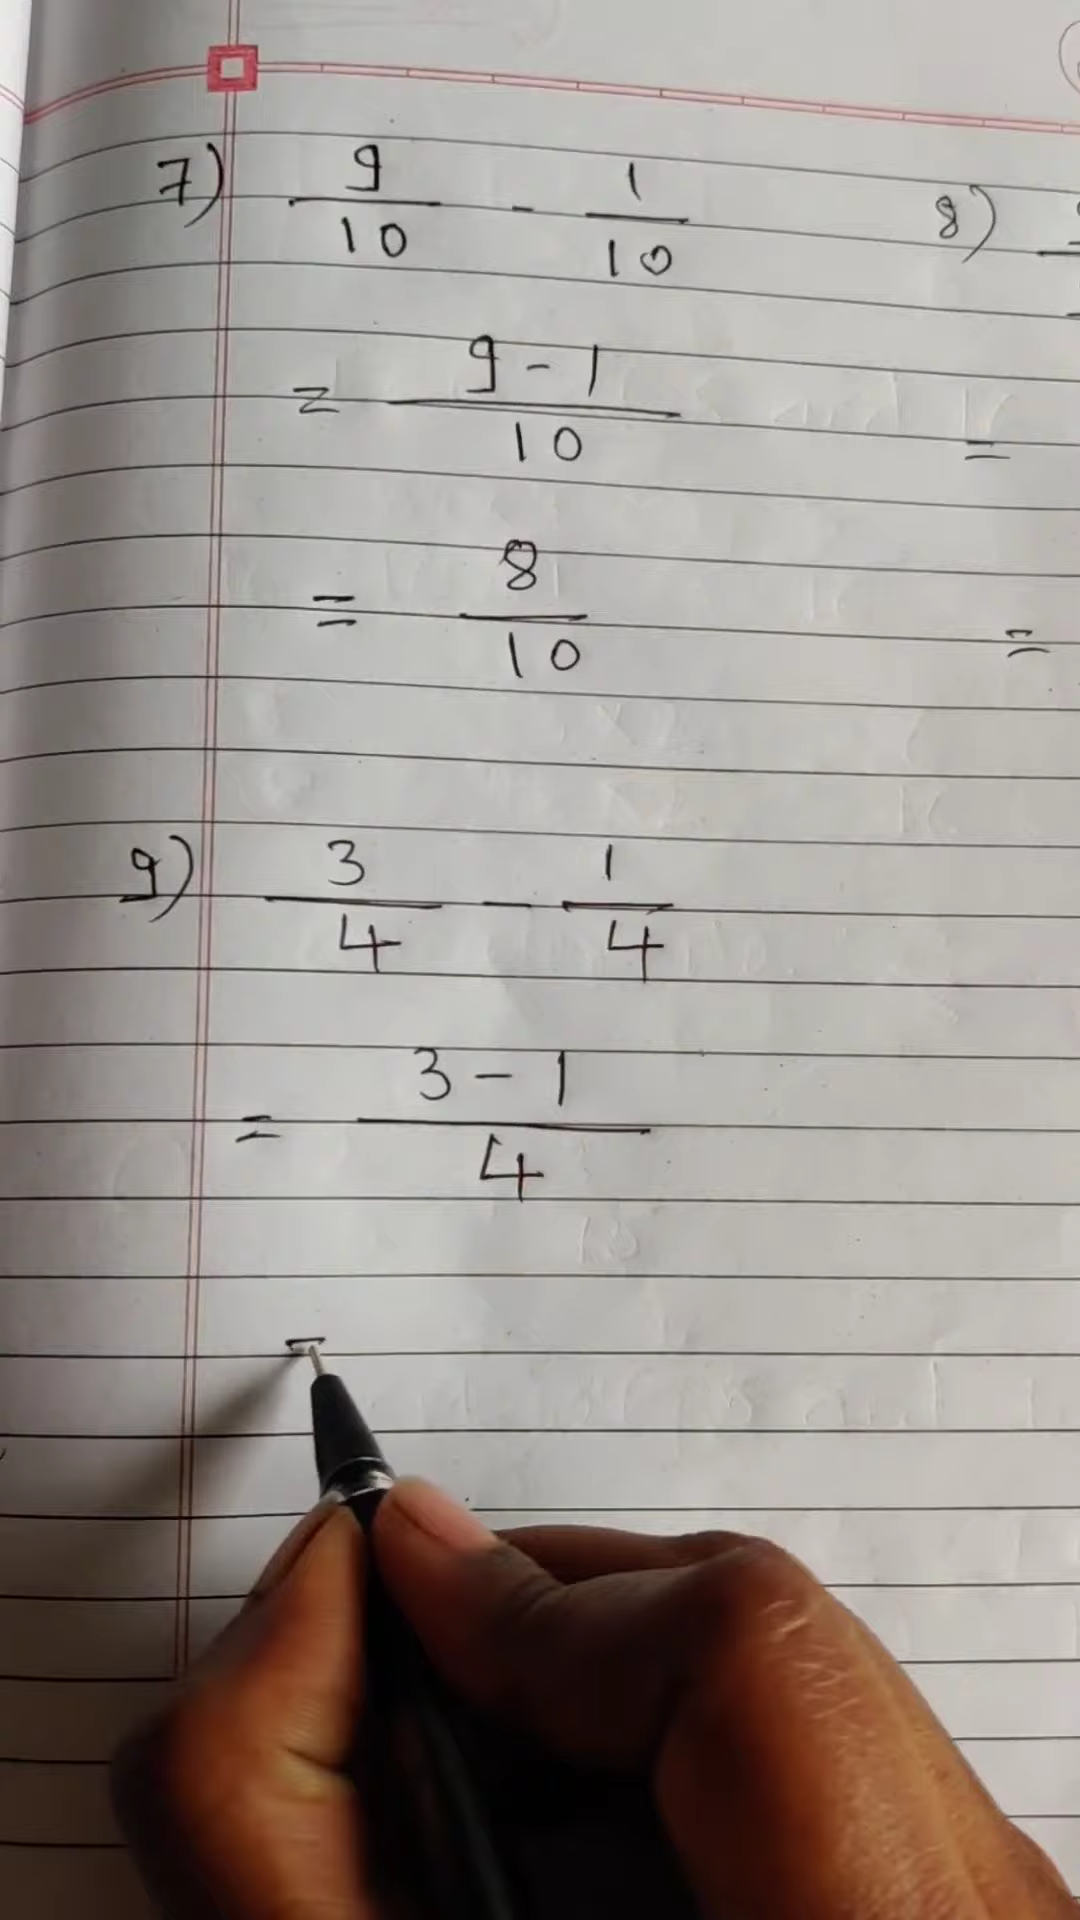 7) 9/10 - 1/10
= 9 - 1/10
= 8/10
8)
=
=
9) 3/4 - 1/4
= 3 - 1/4
=